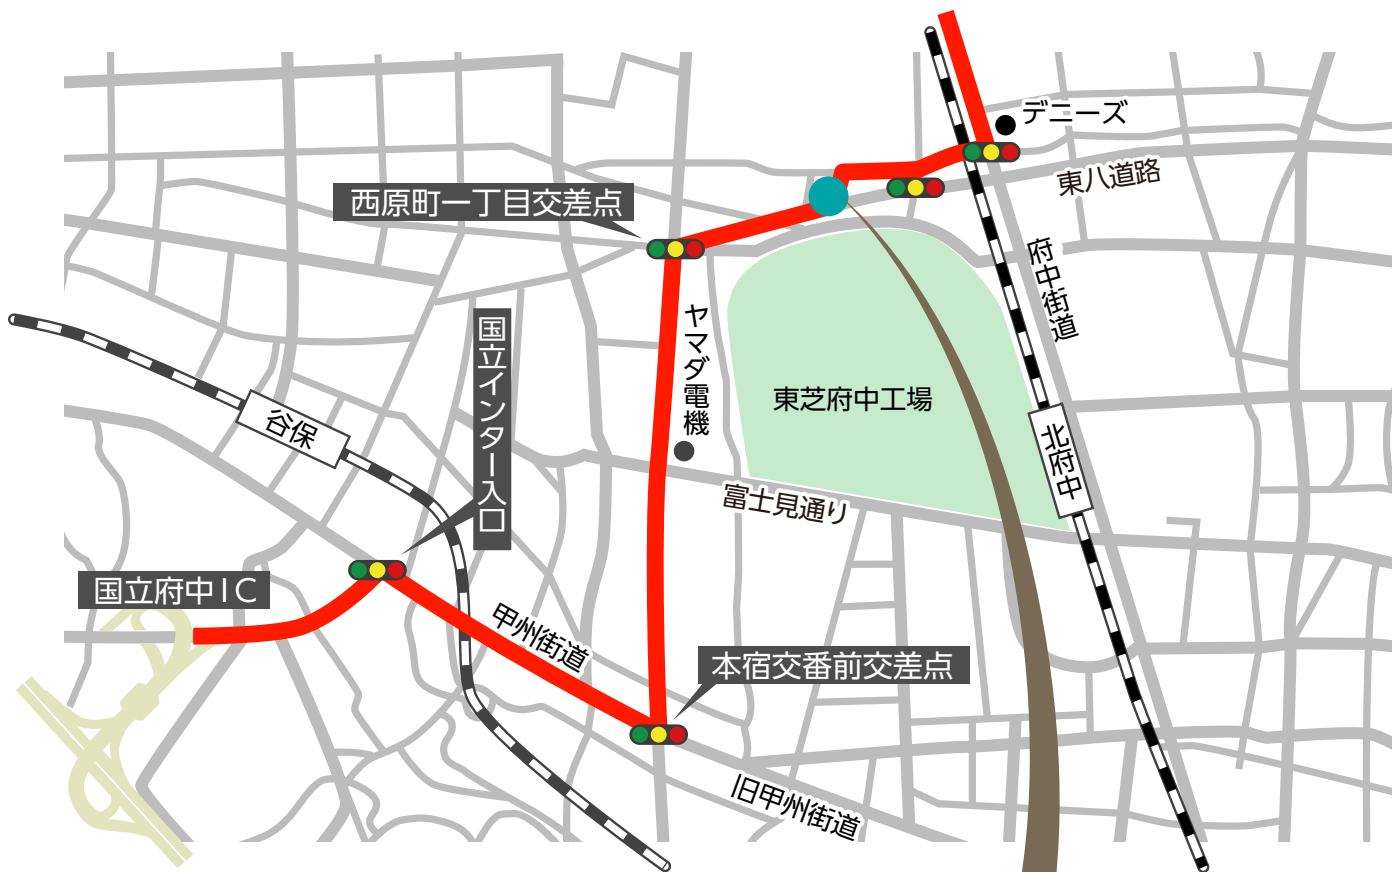 デニーズ
東八道路
西原町一丁目交差点
府中街道
ヤマダ電機
国立インター入口
東芝府中工場
谷保
北府中
富士見通り
国立府中IC
甲州街道
本宿交番前交差点
旧甲州街道